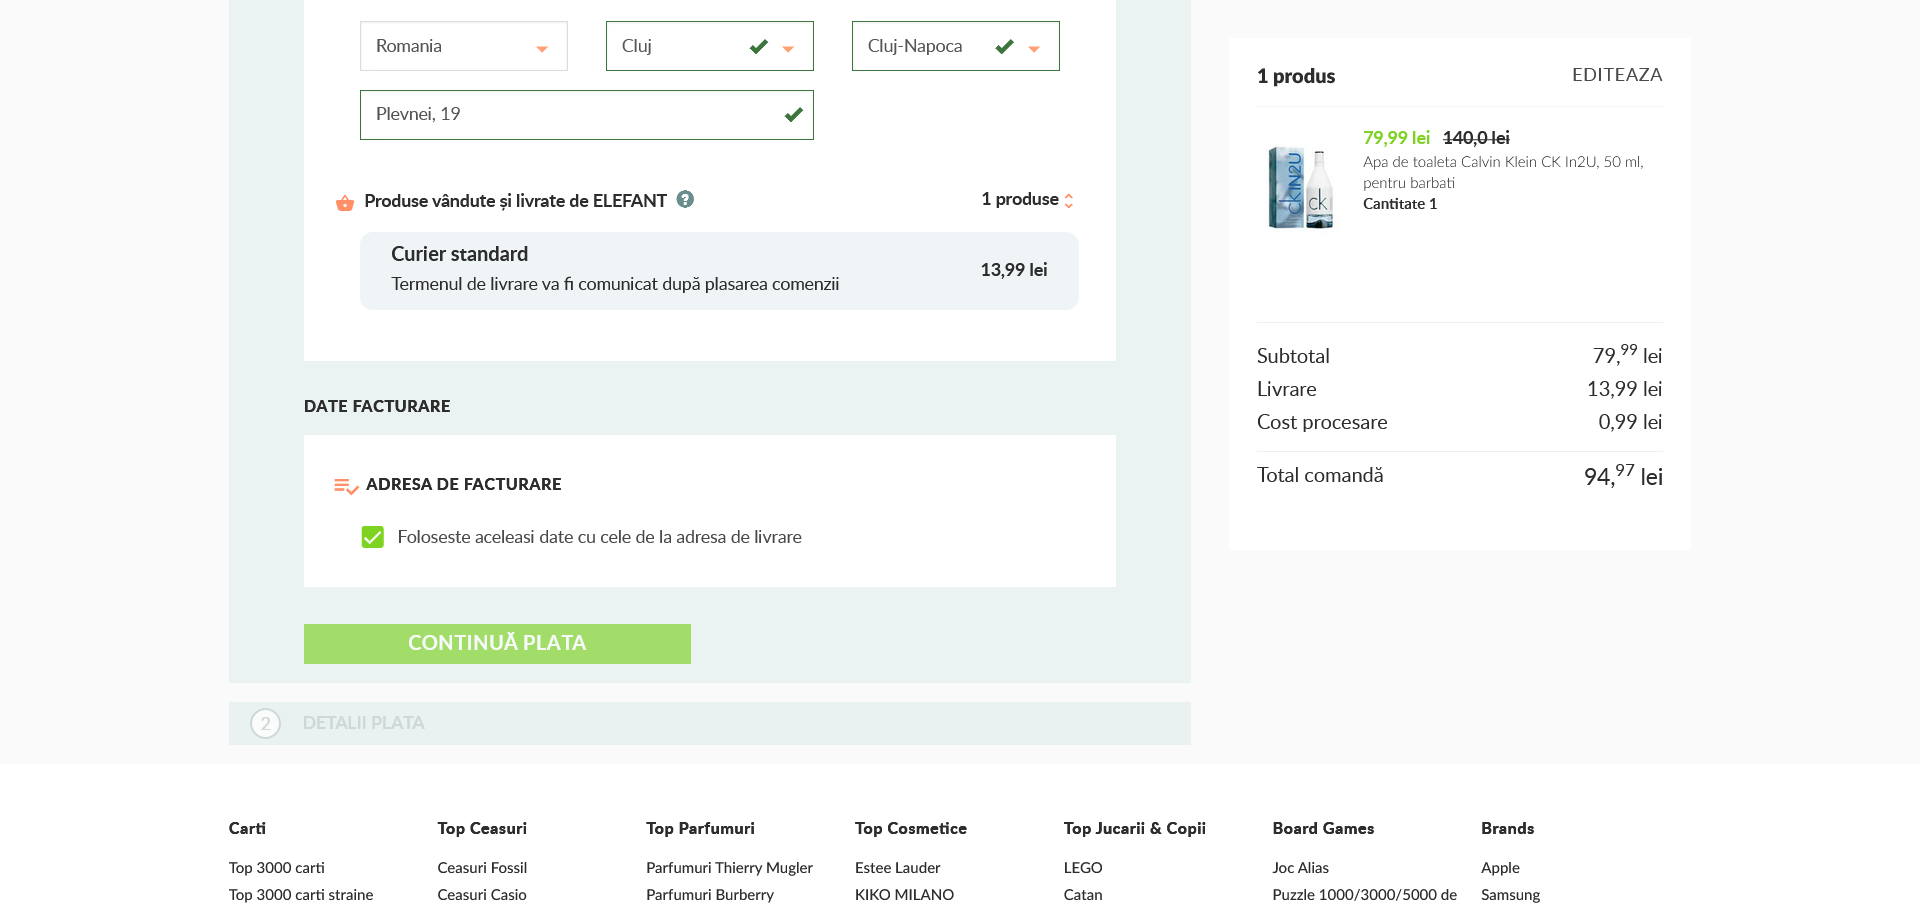 Romania
Cluj
Cluj-Napoca
Plevnei, 19
Produse vândute și livrate de ELEFANT ?
1 produse
Curier standard
Termenul de livrare va fi comunicat după plasarea comenzii
13,99 lei
DATE FACTURARE
ADRESA DE FACTURARE
Foloseste aceleasi date cu cele de la adresa de livrare
CONTINUĂ PLATA
2 DETALII PLATA
1 produs
EDITEAZA
79,99 lei 140,0 lei
Apa de toaleta Calvin Klein CK In2U, 50 ml,
pentru barbati
Cantitate 1
CKIN2U
ck
Subtotal 79,99 lei
Livrare 13,99 lei
Cost procesare 0,99 lei
Total comandă 94,97 lei
Carti
Top 3000 carti
Top 3000 carti straine
Top Ceasuri
Ceasuri Fossil
Ceasuri Casio
Top Parfumuri
Parfumuri Thierry Mugler
Parfumuri Burberry
Top Cosmetice
Estee Lauder
KIKO MILANO
Top Jucarii & Copii
LEGO
Catan
Board Games
Joc Alias
Puzzle 1000/3000/5000 de
Brands
Apple
Samsung